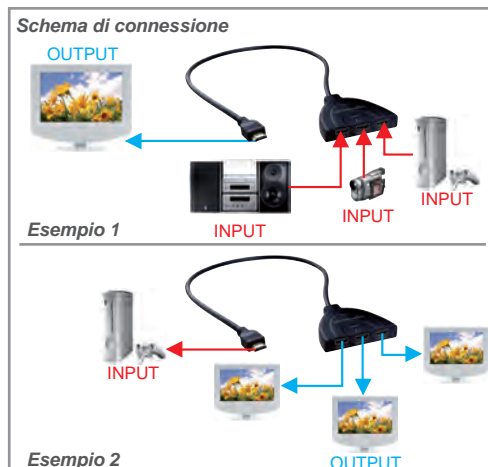 Schema di connessione
OUTPUT
INPUT
INPUT
INPUT
Esempio 1
INPUT
OUTPUT
Esempio 2